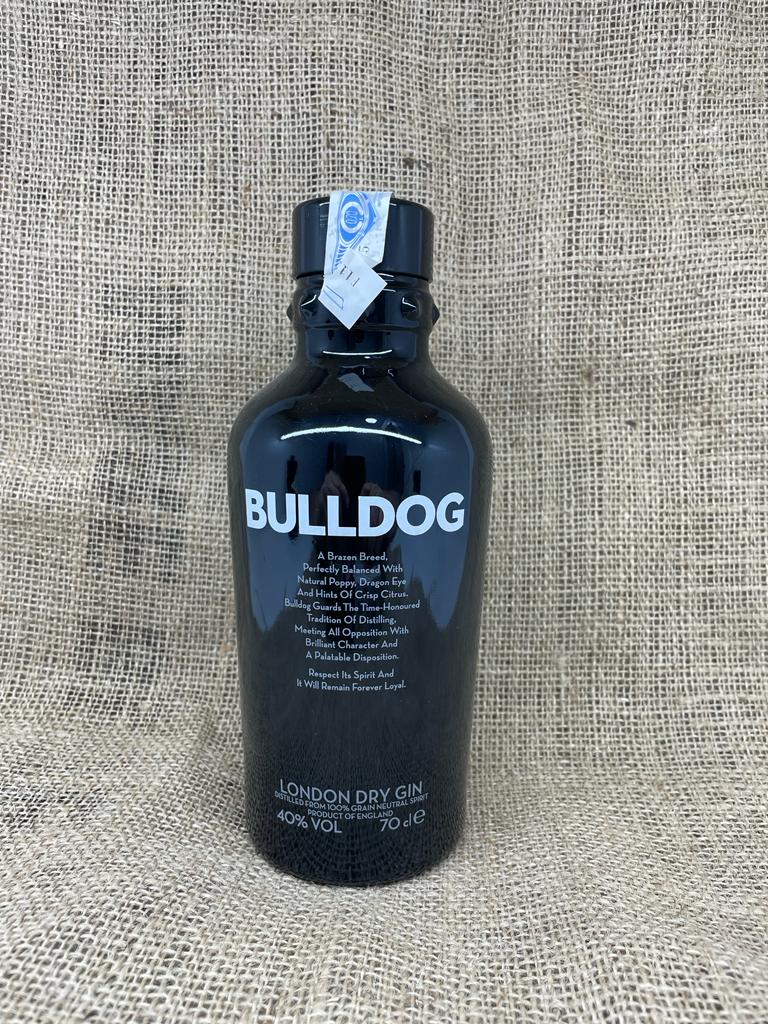 BULLDOG
A Brazen Breed,
Perfectly Balanced With
Natural Poppy, Dragon Eye
And Hints Of Crisp Citrus.
Bulldog Guards The Time-Honoured
Tradition Of Distilling,
Meeting All Opposition With
Brilliant Character And
A Palatable Disposition.
Respect Its Spirit And
It Will Remain Forever Loyal.
LONDON DRY GIN
DISTILLED FROM 100% GRAIN NEUTRAL SPIRIT
PRODUCT OF ENGLAND
40% VOL 70 cl e